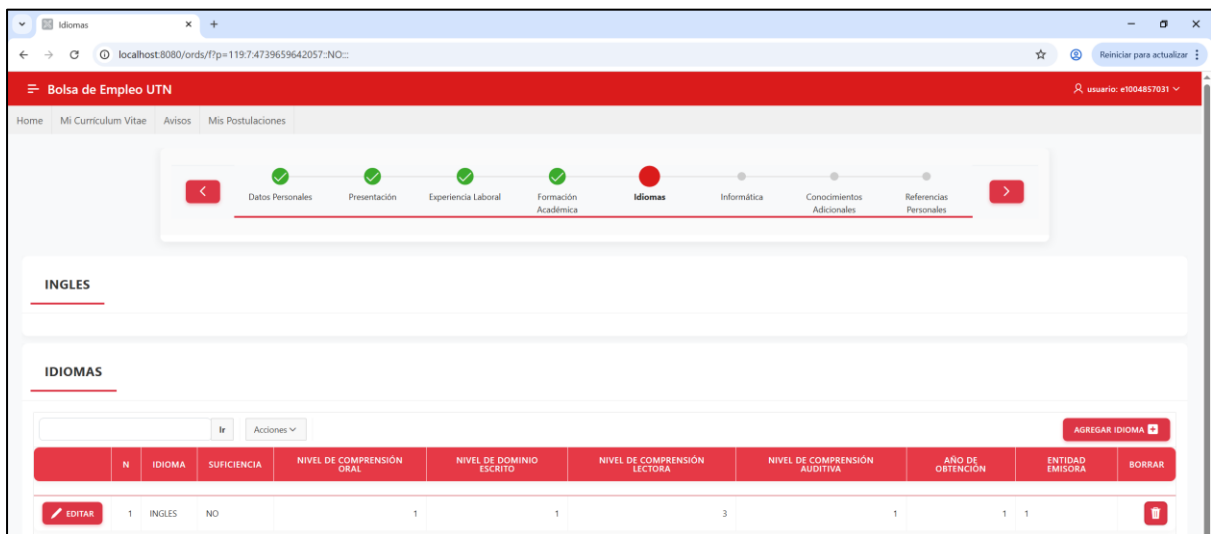 Idiomas
localhost:8080/ords/f?p=119:7:4739659642057::NO:::
Reiniciar para actualizar
Bolsa de Empleo UTN
usuario: e1004857031
Home Mi Currículum Vitae Avisos Mis Postulaciones
Datos Personales Presentación Experiencia Laboral Formación Académica Idiomas Informática Conocimientos Adicionales Referencias Personales
INGLES
IDIOMAS
Ir Acciones AGREGAR IDIOMA
N IDIOMA SUFICIENCIA NIVEL DE COMPRENSIÓN ORAL NIVEL DE DOMINIO ESCRITO NIVEL DE COMPRENSIÓN LECTORA NIVEL DE COMPRENSIÓN AUDITIVA AÑO DE OBTENCIÓN ENTIDAD EMISORA BORRAR
EDITAR 1 INGLES NO 1 1 3 1 1 1